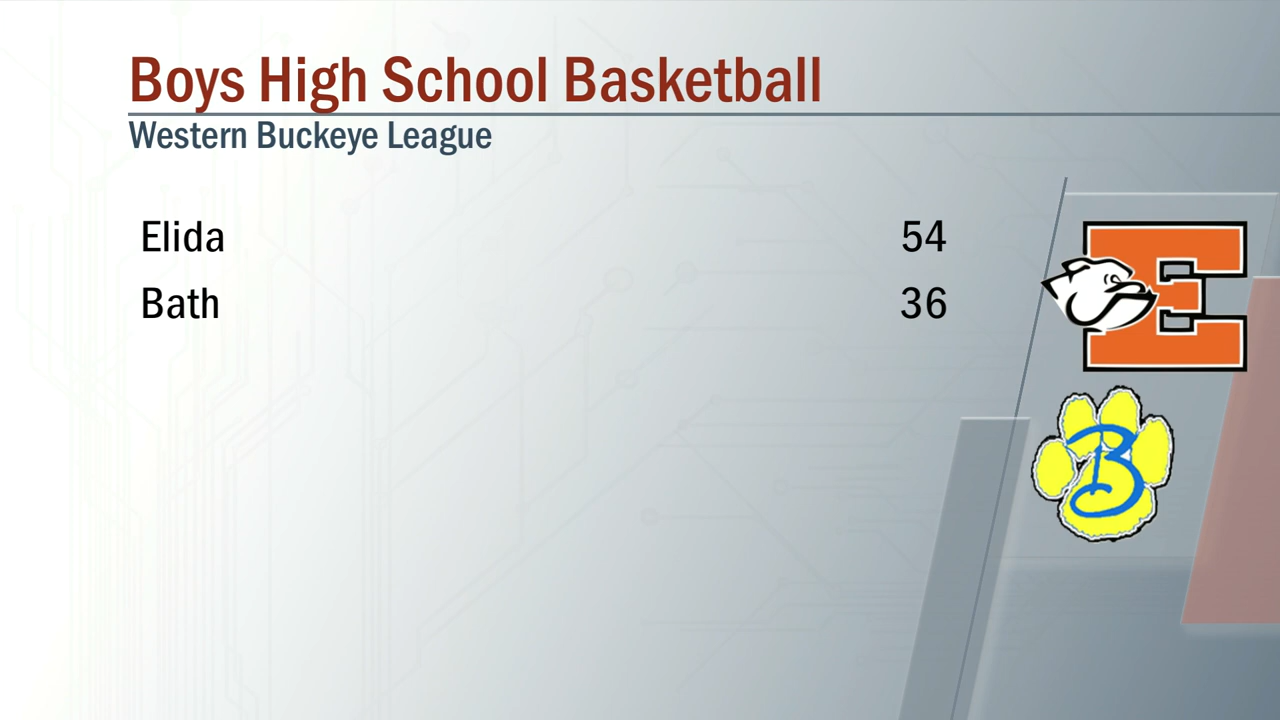 Boys High School Basketball
Western Buckeye League
Elida 54
Bath 36
E
B